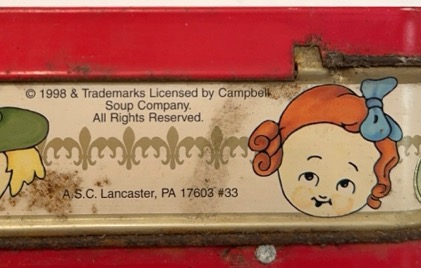 © 1998 & Trademarks Licensed by Campbell
Soup Company.
All Rights Reserved.
A.S.C. Lancaster, PA 17603 #33